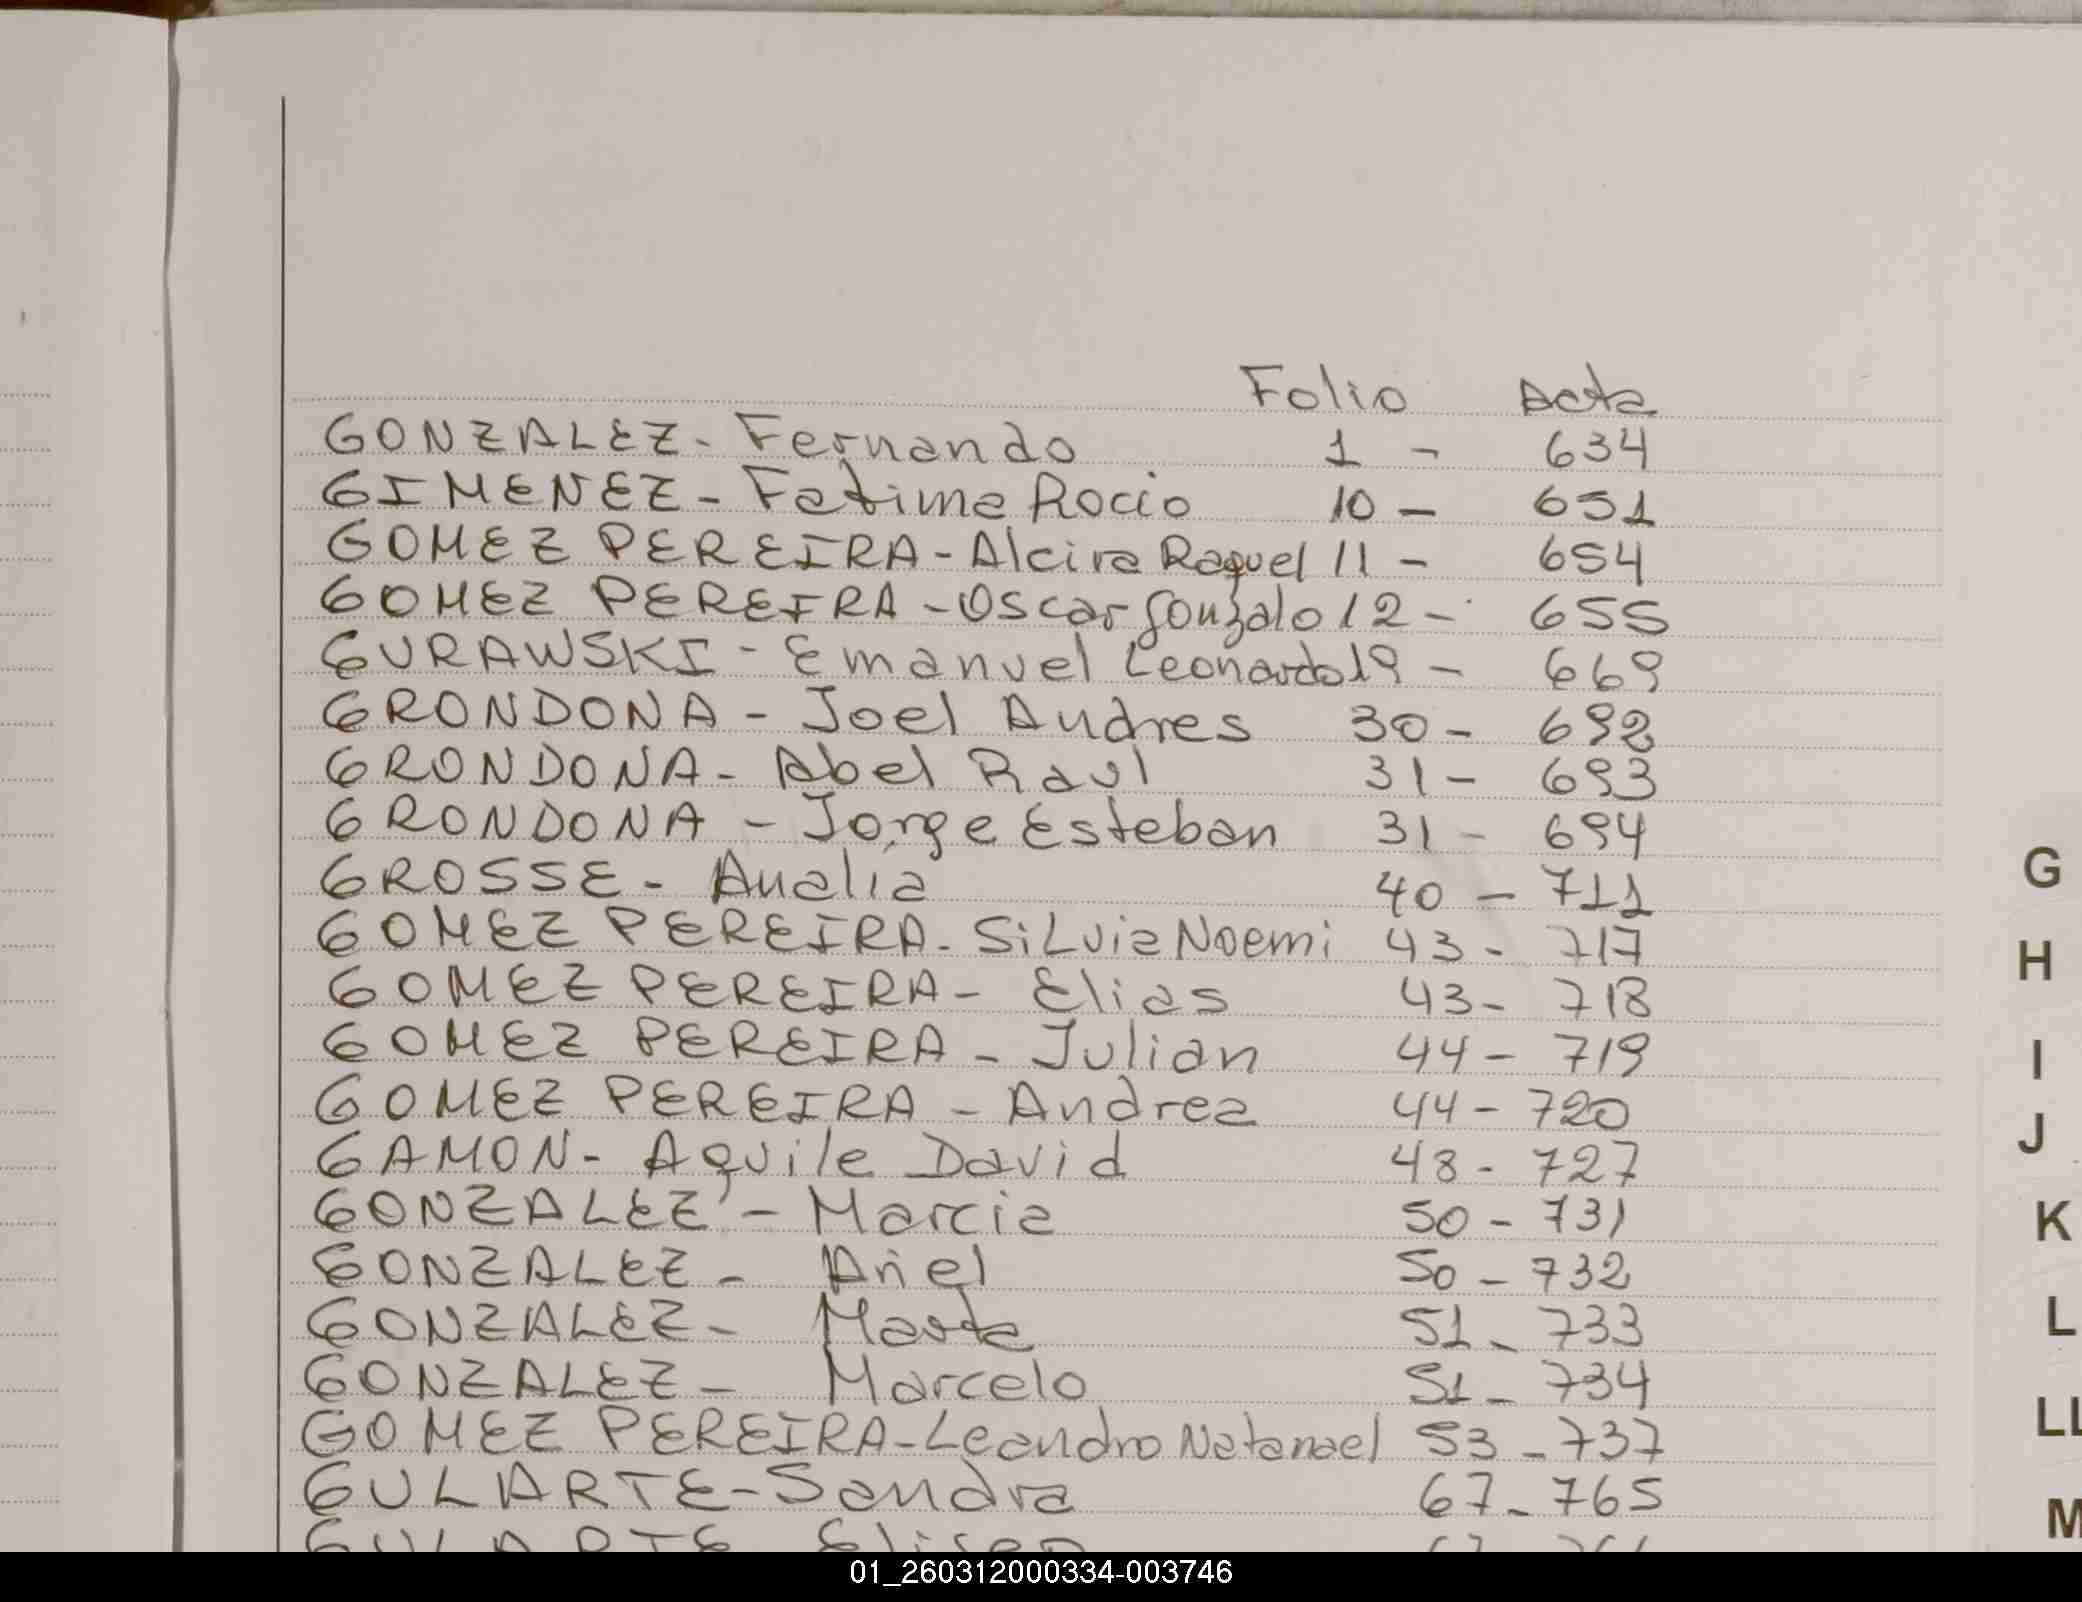 Folio Acta
GONZALEZ - Fernando 1 - 634
GIMENEZ - Fatima Rocio 10 - 651
GOMEZ PEREIRA - Alcira Raquel 11 - 654
GOMEZ PEREIRA - Oscar Gonzalo 12 - 655
GURAWSKI - Emanuel Leonardo 19 - 669
GRONDONA - Joel Andres 30 - 692
GRONDONA - Abel Raul 31 - 693
GRONDONA - Jorge Esteban 31 - 694
GROSSE - Analia 40 - 711
GOMEZ PEREIRA - SiLvia Noemi 43 - 717
GOMEZ PEREIRA - Elias 43 - 718
GOMEZ PEREIRA - Julian 44 - 719
GOMEZ PEREIRA - Andrea 44 - 720
GAMON - Aquile David 48 - 727
GONZALEZ - Marcia 50 - 731
GONZALEZ - Ariel 50 - 732
GONZALEZ - Marta 51 - 733
GONZALEZ - Marcelo 51 - 734
GOMEZ PEREIRA - Leandro Natanael 53 - 737
GULARTE - Sandra 67 - 765
GULARTE
G
H
I
J
K
L
LL
M
01_260312000334-003746